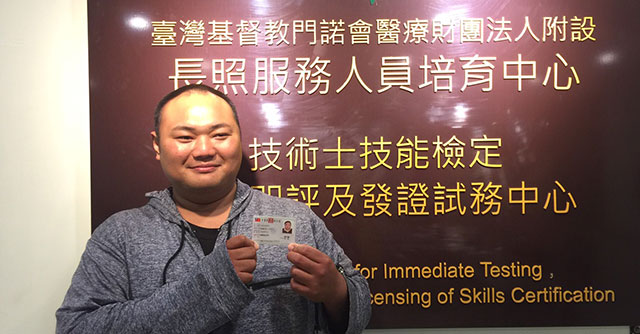 臺灣基督教門諾會醫療財團法人附設
長照服務人員培育中心
技術士技能檢定
評及發證試務中心
for Immediate Testing ,
censing of Skills Certification